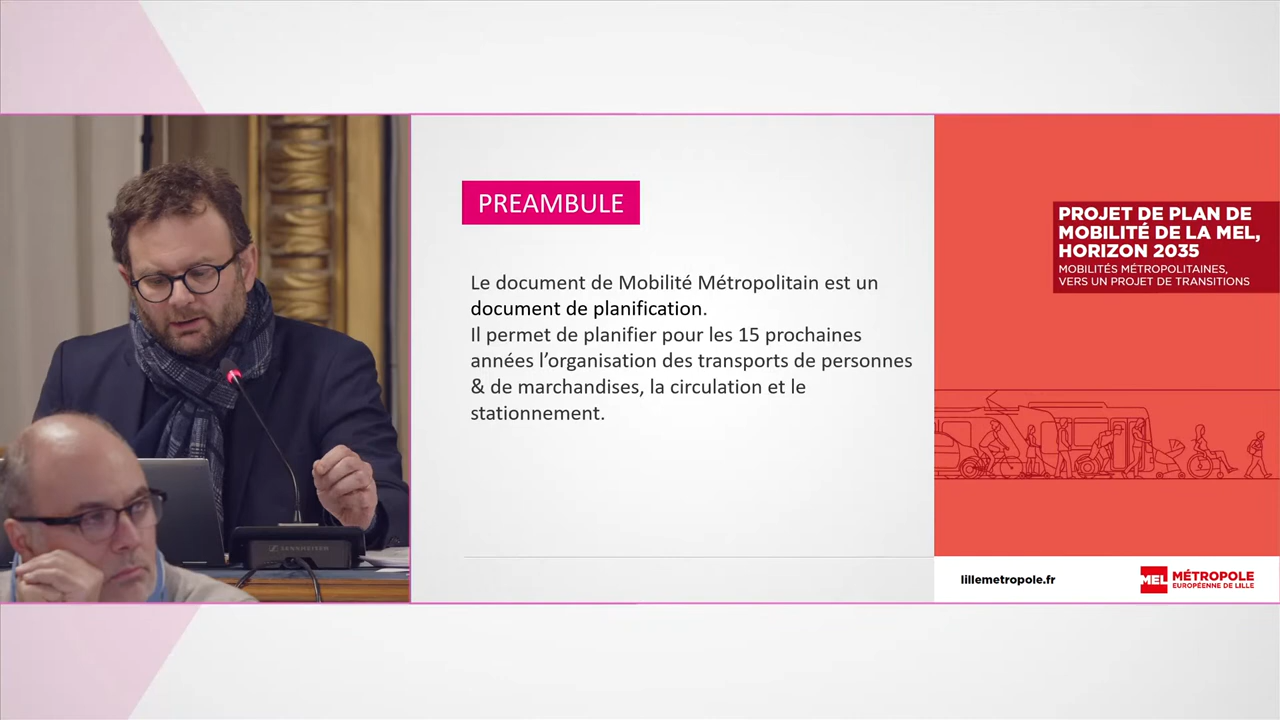 PREAMBULE
Le document de Mobilité Métropolitain est un
document de planification.
Il permet de planifier pour les 15 prochaines
années l’organisation des transports de personnes
& de marchandises, la circulation et le
stationnement.
PROJET DE PLAN DE
MOBILITÉ DE LA MEL,
HORIZON 2035
MOBILITÉS MÉTROPOLITAINES,
VERS UN PROJET DE TRANSITIONS
lillemetropole.fr
MEL
MÉTROPOLE
EUROPÉENNE DE LILLE
SENNHEISER